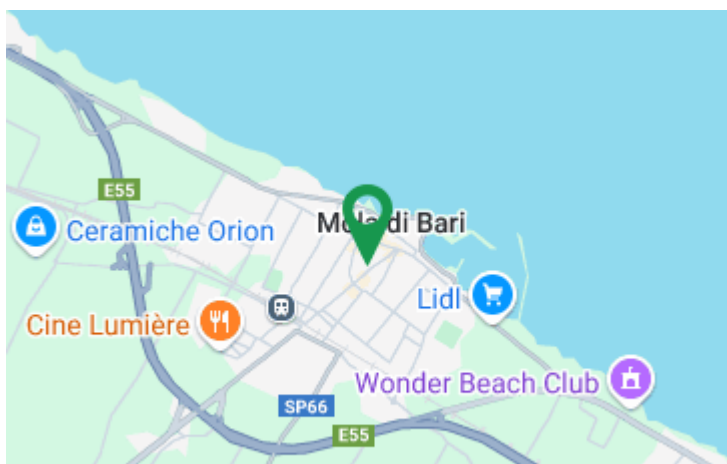 E55
Mola di Bari
Ceramiche Orion
Lidl
Cine Lumière
Wonder Beach Club
SP66
E55